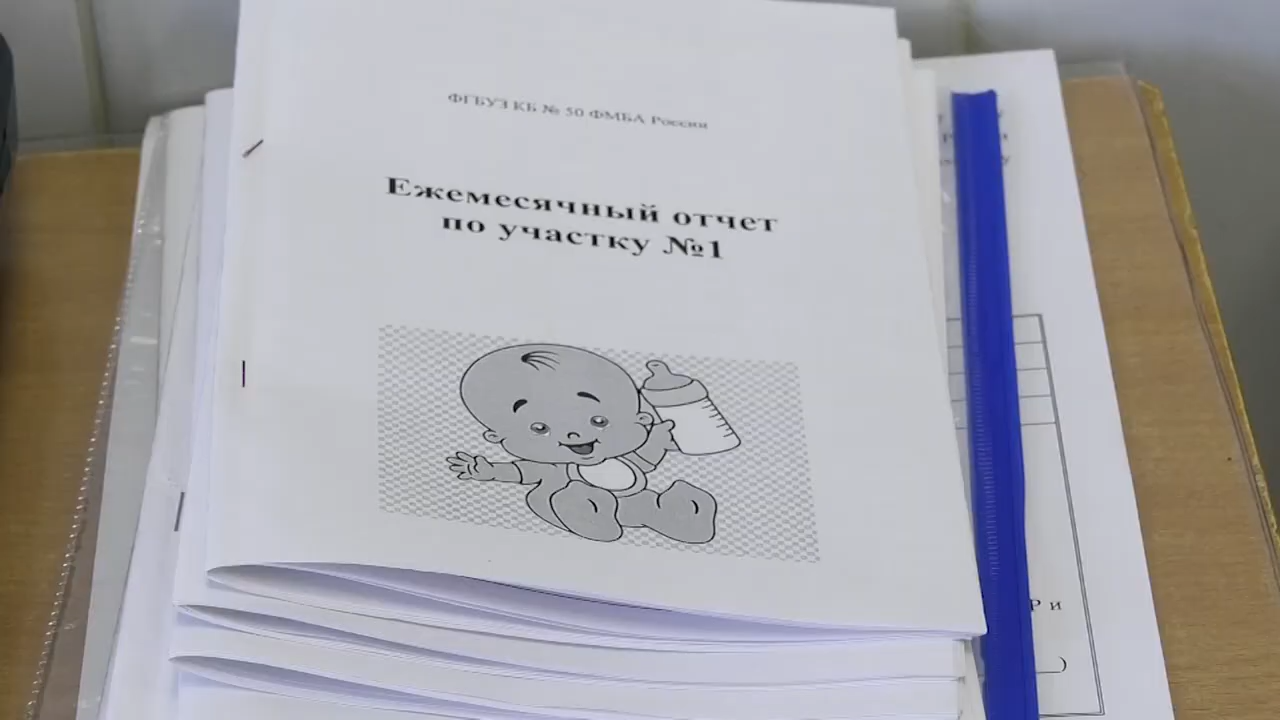 ФГБУЗ КБ № 50 ФМБА России
Ежемесячный отчет
по участку №1
Р и